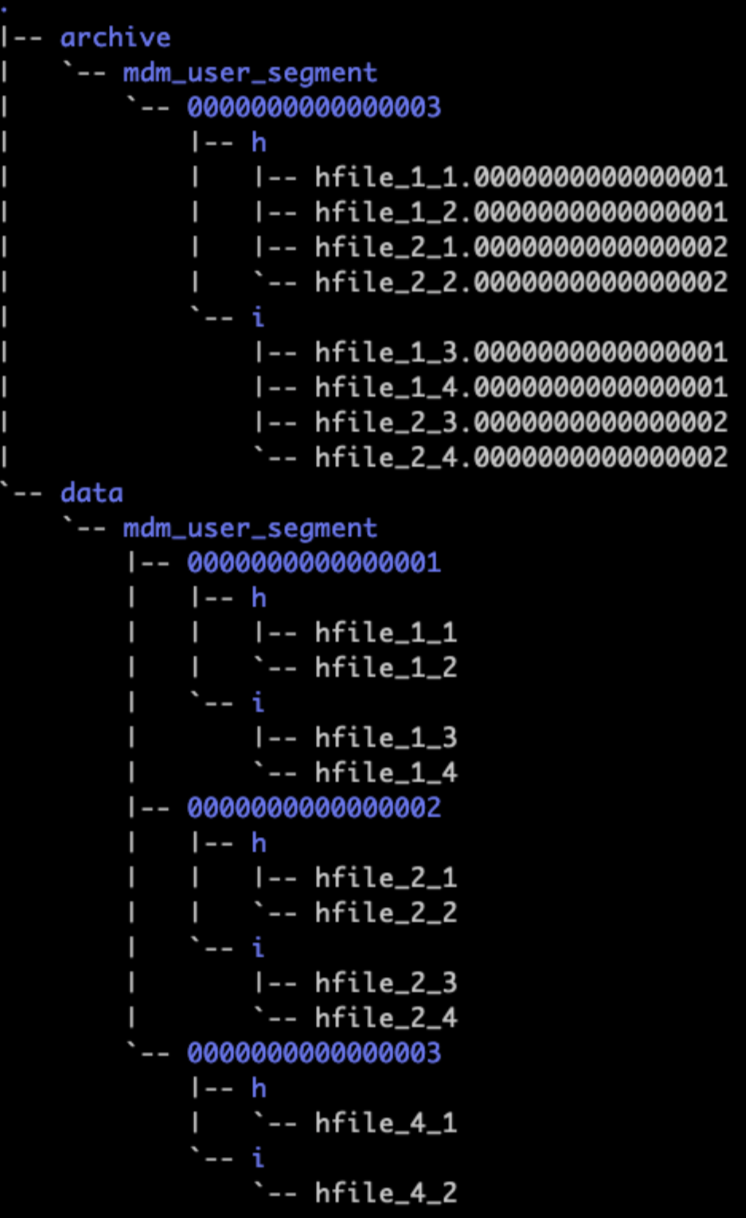 .
|-- archive
|   `-- mdm_user_segment
|       `-- 0000000000000003
|           |-- h
|           |   |-- hfile_1_1.0000000000000001
|           |   |-- hfile_1_2.0000000000000001
|           |   |-- hfile_2_1.0000000000000002
|           |   `-- hfile_2_2.0000000000000002
|           `-- i
|               |-- hfile_1_3.0000000000000001
|               |-- hfile_1_4.0000000000000001
|               |-- hfile_2_3.0000000000000002
|               `-- hfile_2_4.0000000000000002
`-- data
    `-- mdm_user_segment
        |-- 0000000000000001
        |   |-- h
        |   |   |-- hfile_1_1
        |   |   `-- hfile_1_2
        |   `-- i
        |       |-- hfile_1_3
        |       `-- hfile_1_4
        |-- 0000000000000002
        |   |-- h
        |   |   |-- hfile_2_1
        |   |   `-- hfile_2_2
        |   `-- i
        |       |-- hfile_2_3
        |       `-- hfile_2_4
        `-- 0000000000000003
            |-- h
            |   `-- hfile_4_1
            `-- i
                `-- hfile_4_2